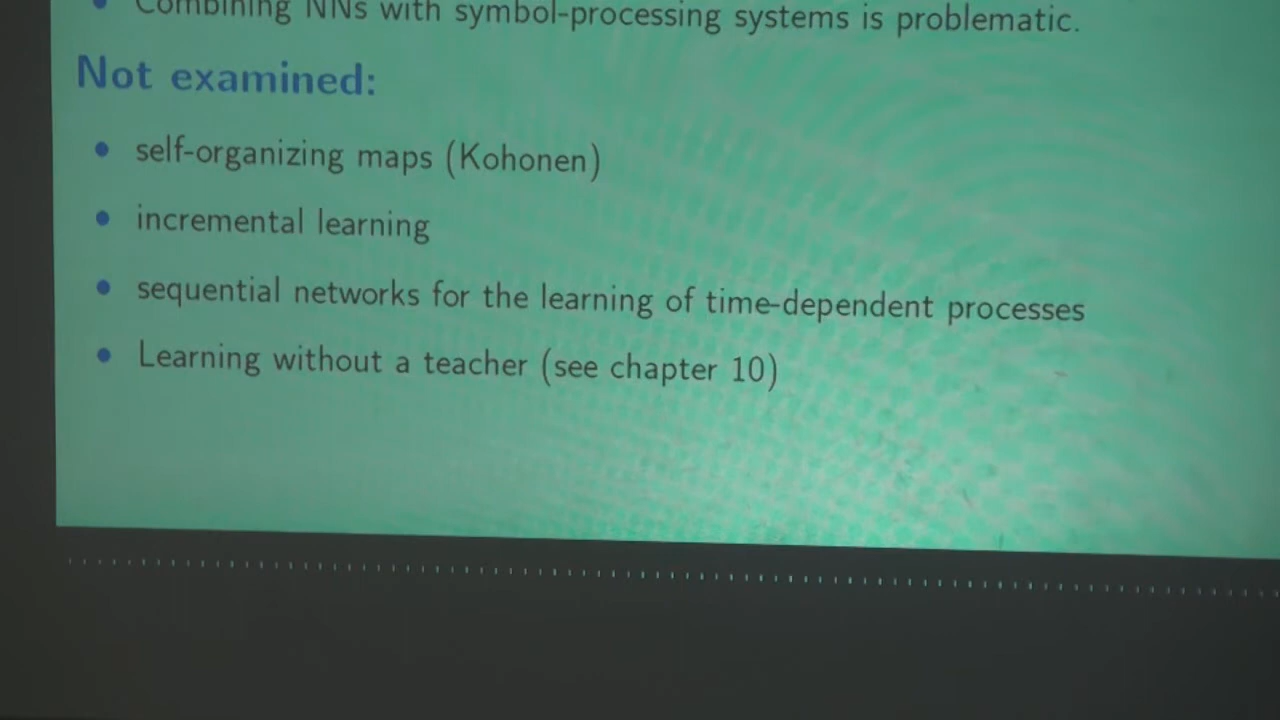 Combining NNs with symbol-processing systems is problematic.
Not examined:
self-organizing maps (Kohonen)
incremental learning
sequential networks for the learning of time-dependent processes
Learning without a teacher (see chapter 10)